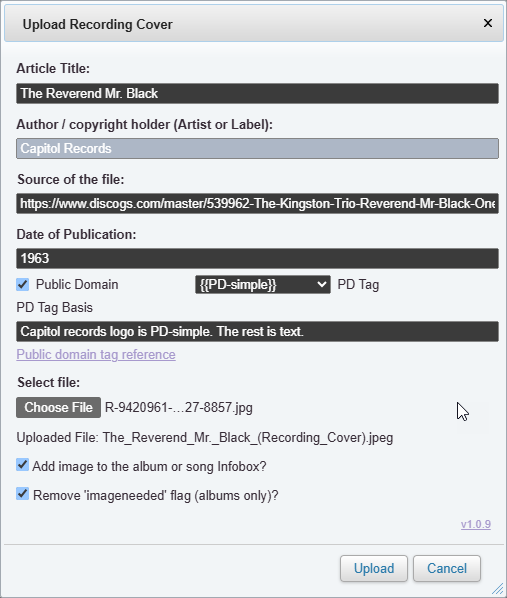 Upload Recording Cover
×
Article Title:
The Reverend Mr. Black
Author / copyright holder (Artist or Label):
Capitol Records
Source of the file:
https://www.discogs.com/master/539962-The-Kingston-Trio-Reverend-Mr-Black-One
Date of Publication:
1963
Public Domain {{PD-simple}} PD Tag
PD Tag Basis
Capitol records logo is PD-simple. The rest is text.
Public domain tag reference
Select file:
Choose File R-9420961-...27-8857.jpg
Uploaded File: The_Reverend_Mr._Black_(Recording_Cover).jpeg
Add image to the album or song Infobox?
Remove 'imageneeded' flag (albums only)?
v1.0.9
Upload Cancel